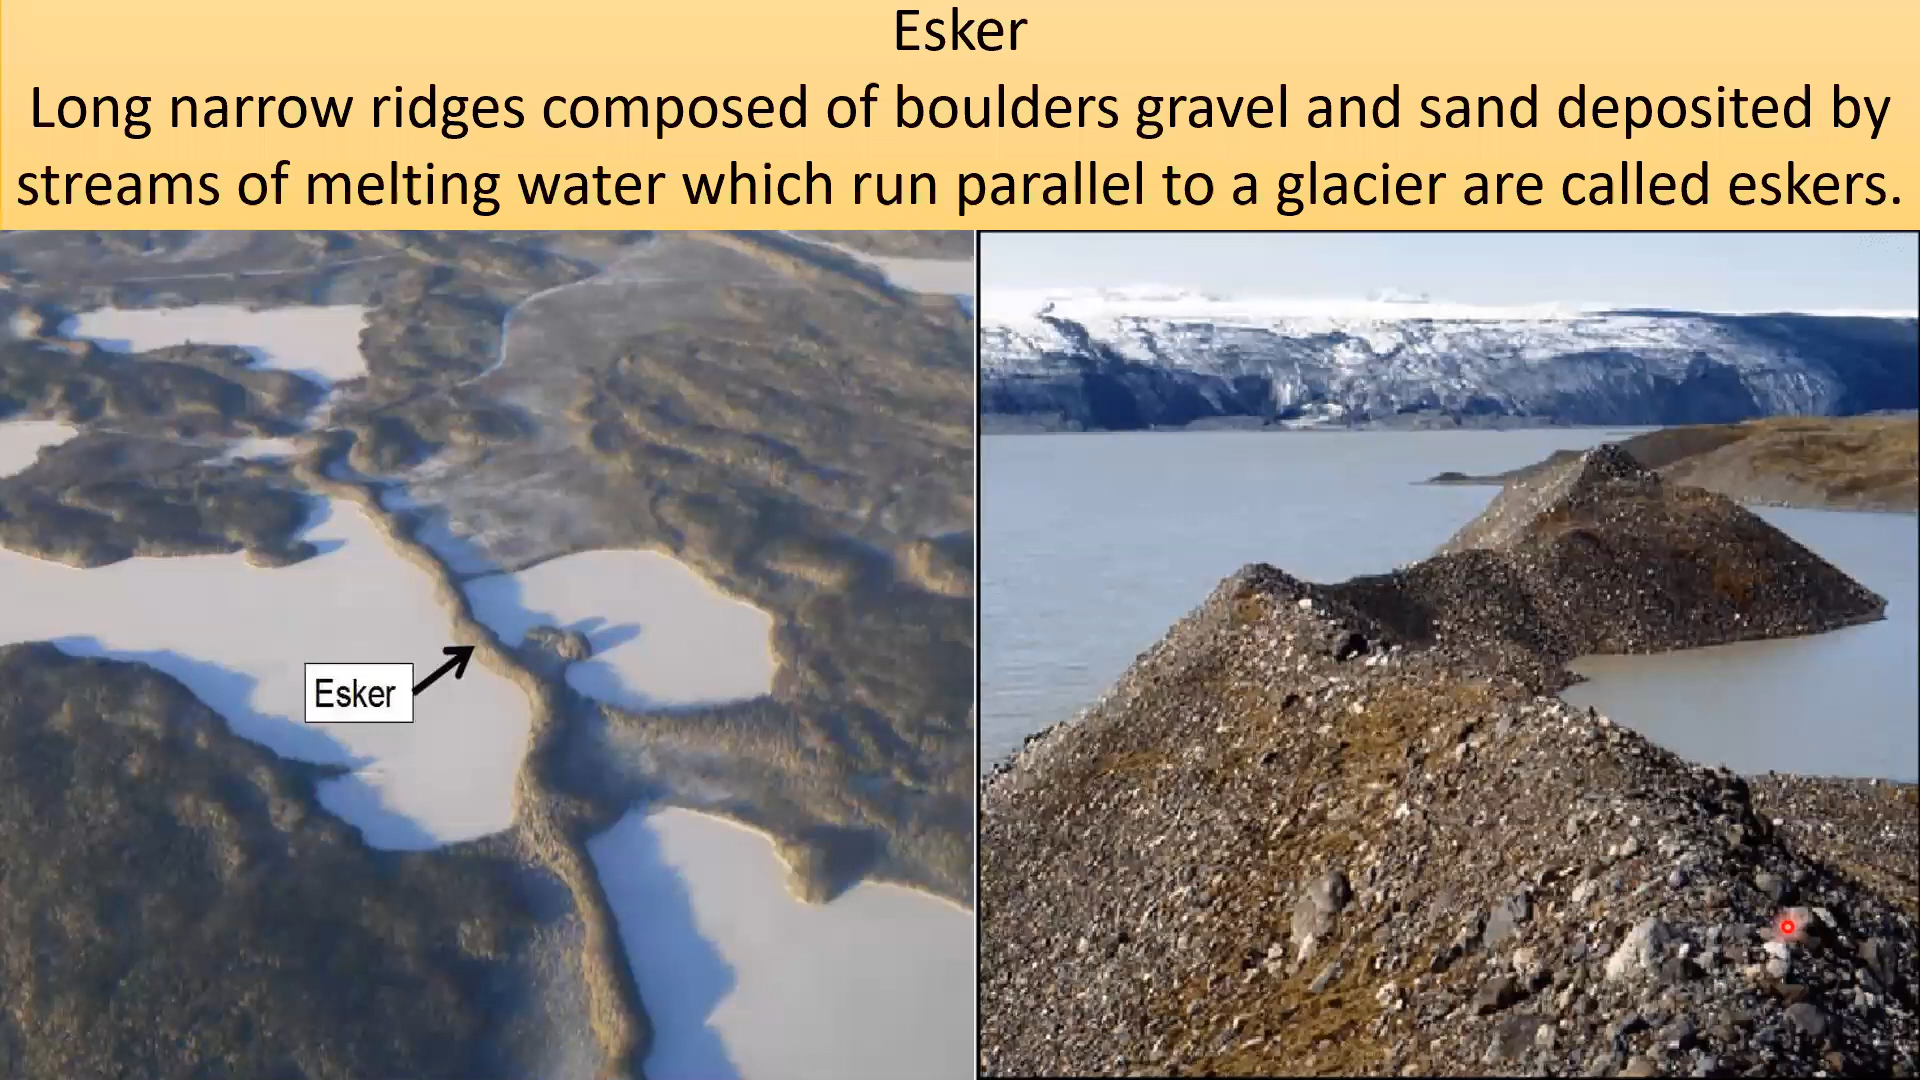 Esker
Long narrow ridges composed of boulders gravel and sand deposited by
streams of melting water which run parallel to a glacier are called eskers.
Esker